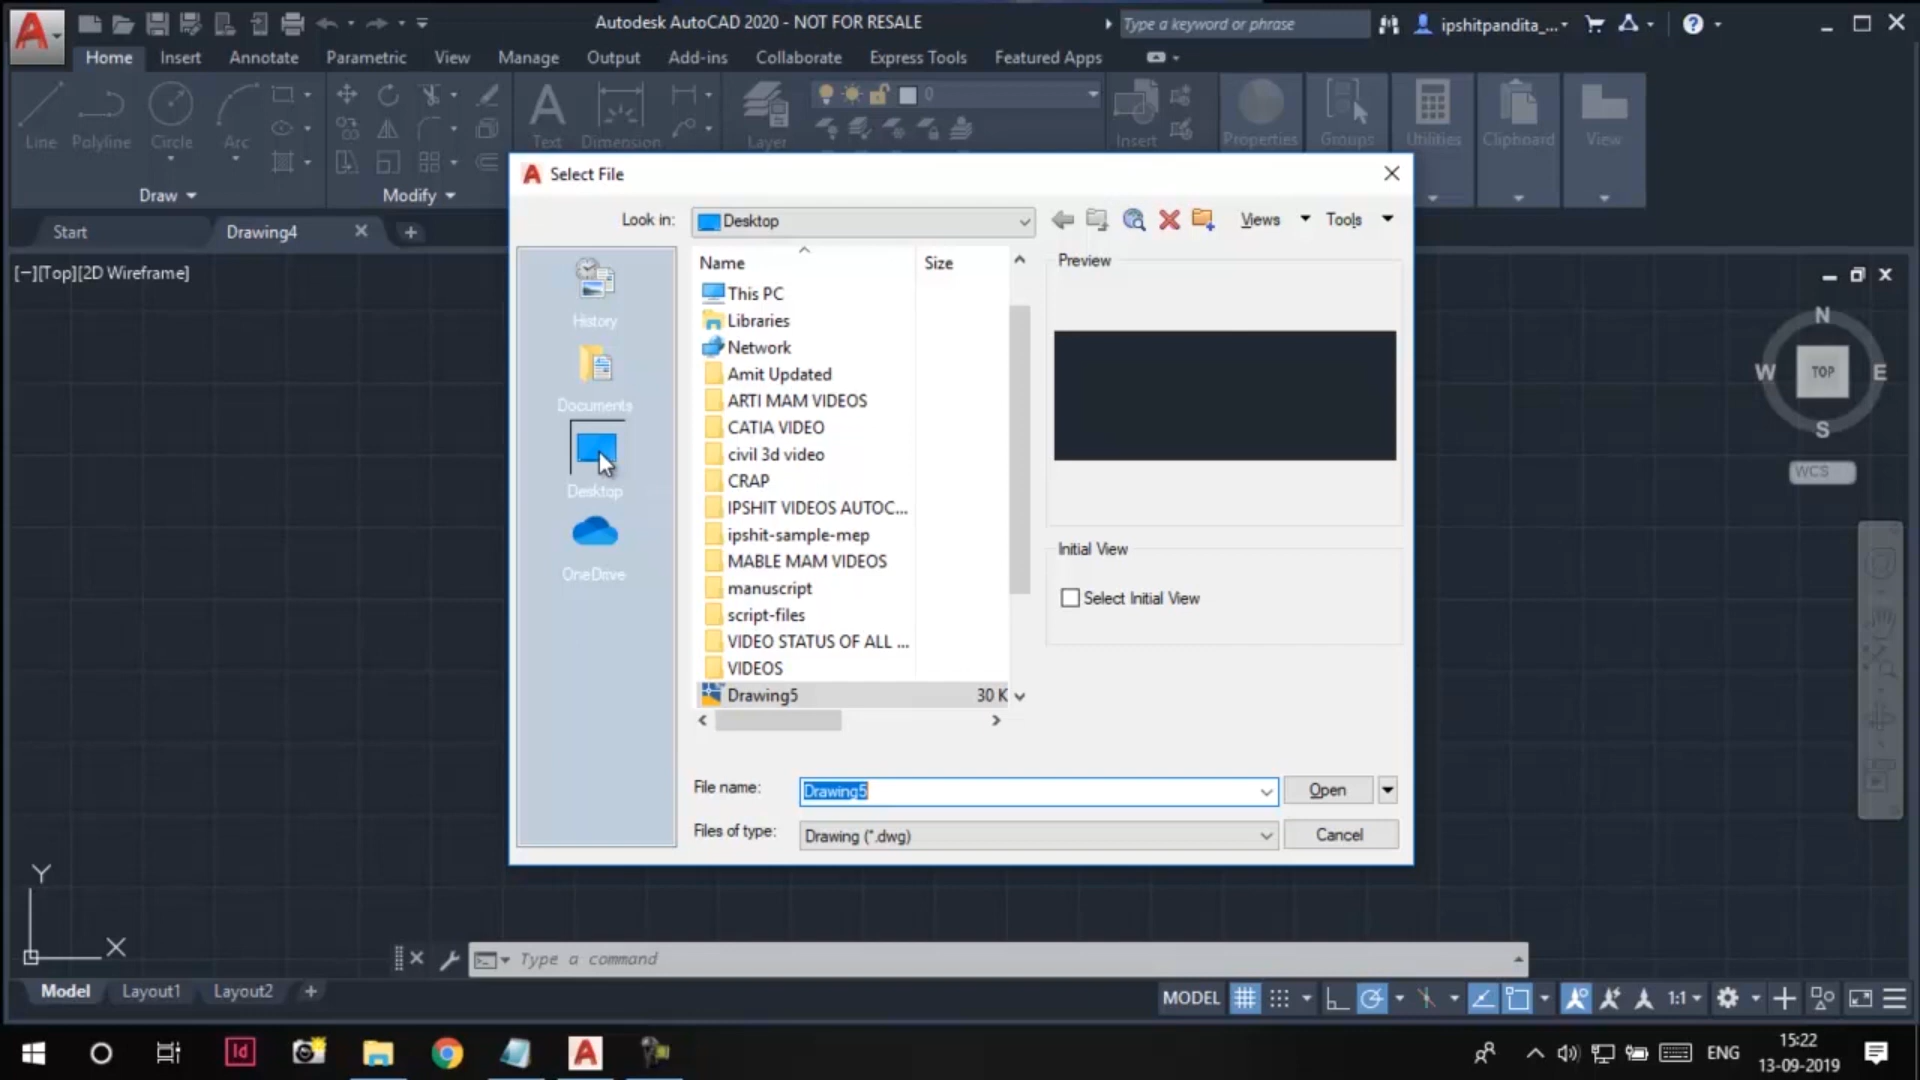 Autodesk AutoCAD 2020 - NOT FOR RESALE
Type a keyword or phrase
ipshitpandita_...
Home Insert Annotate Parametric View Manage Output Add-ins Collaborate Express Tools Featured Apps
0
Line Polyline Circle Arc Text Dimension Layer Insert Properties Groups Utilities Clipboard View
Draw Modify
Start Drawing4
[−][Top][2D Wireframe]
Select File
Look in: Desktop Views Tools
History
Documents
Desktop
OneDrive
Name Size
This PC
Libraries
Network
Amit Updated
ARTI MAM VIDEOS
CATIA VIDEO
civil 3d video
CRAP
IPSHIT VIDEOS AUTOC...
ipshit-sample-mep
MABLE MAM VIDEOS
manuscript
script-files
VIDEO STATUS OF ALL ...
VIDEOS
Drawing5 30 K
Preview
Initial View
Select Initial View
File name: Drawing5 Open
Files of type: Drawing (*.dwg) Cancel
N
W TOP E
S
WCS
Y
X
Type a command
Model Layout1 Layout2
MODEL 1:1
Id
ENG
15:22
13-09-2019